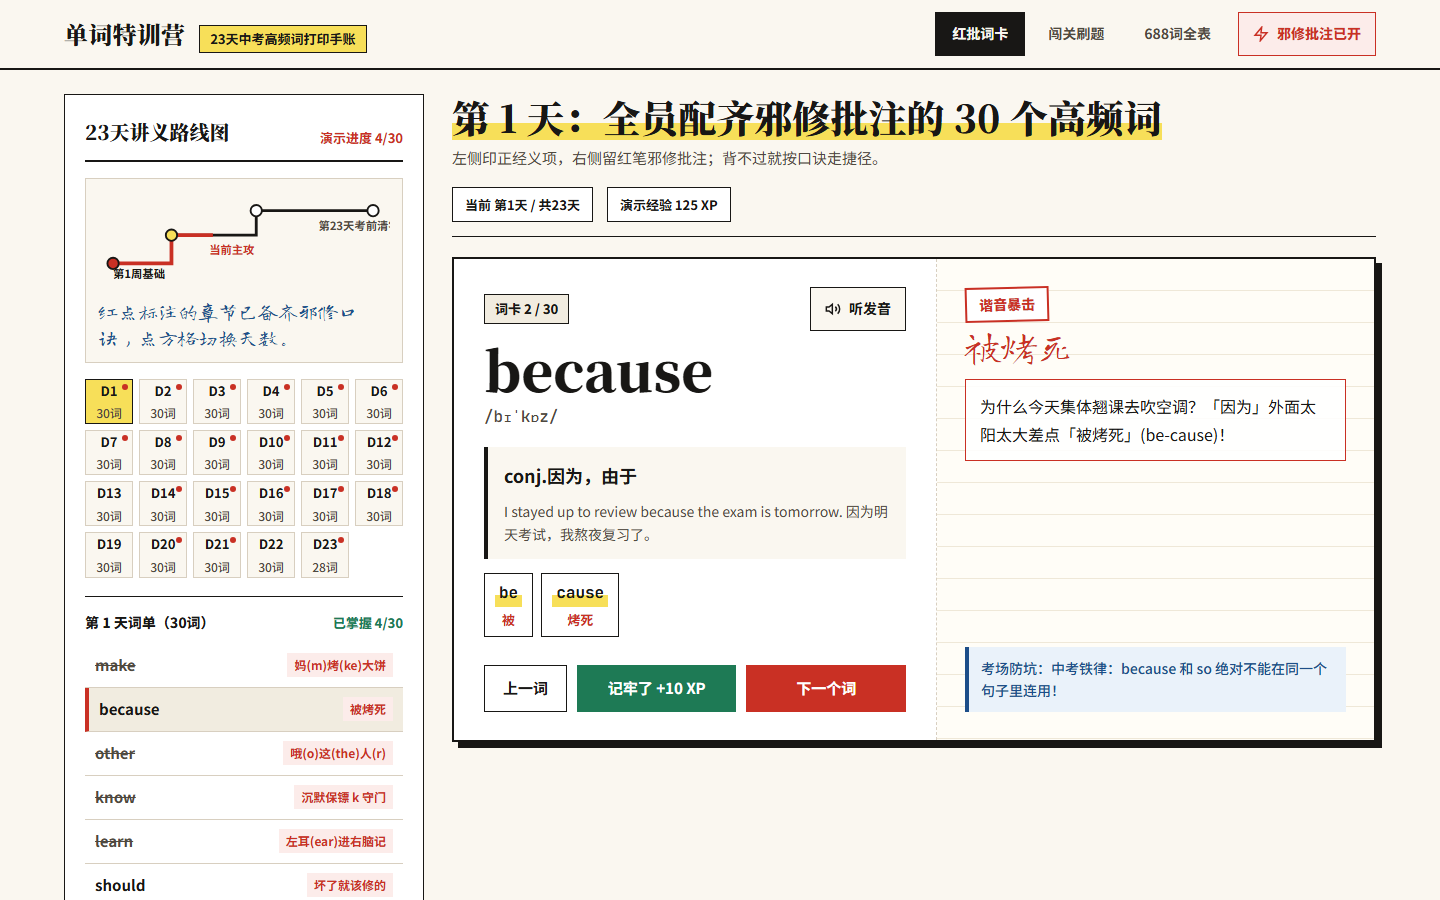 单词特训营
23天中考高频词打印手账
红批词卡
闯关刷题
688词全表
邪修批注已开
23天讲义路线图
演示进度 4/30
第1周基础
当前主攻
第23天考前清
红点标注的章节已备齐邪修口
诀，点方格切换天数。
D1
30词
D2
30词
D3
30词
D4
30词
D5
30词
D6
30词
D7
30词
D8
30词
D9
30词
D10
30词
D11
30词
D12
30词
D13
30词
D14
30词
D15
30词
D16
30词
D17
30词
D18
30词
D19
30词
D20
30词
D21
30词
D22
30词
D23
28词
第 1 天词单（30词）
已掌握 4/30
make
妈(m)烤(ke)大饼
because
被烤死
other
哦(o)这(the)人(r)
know
沉默保镖 k 守门
learn
左耳(ear)进右脑记
should
坏了就该修的
第 1 天：全员配齐邪修批注的 30 个高频词
左侧印正经义项，右侧留红笔邪修批注；背不过就按口诀走捷径。
当前 第1天 / 共23天
演示经验 125 XP
词卡 2 / 30
听发音
because
/bɪˈkɒz/
conj.因为，由于
I stayed up to review because the exam is tomorrow. 因为明
天考试，我熬夜复习了。
be
被
cause
烤死
上一词
记牢了 +10 XP
下一个词
谐音暴击
被烤死
为什么今天集体翘课去吹空调？「因为」外面太
阳太大差点「被烤死」(be-cause)！
考场防坑：中考铁律：because 和 so 绝对不能在同一个
句子里连用！